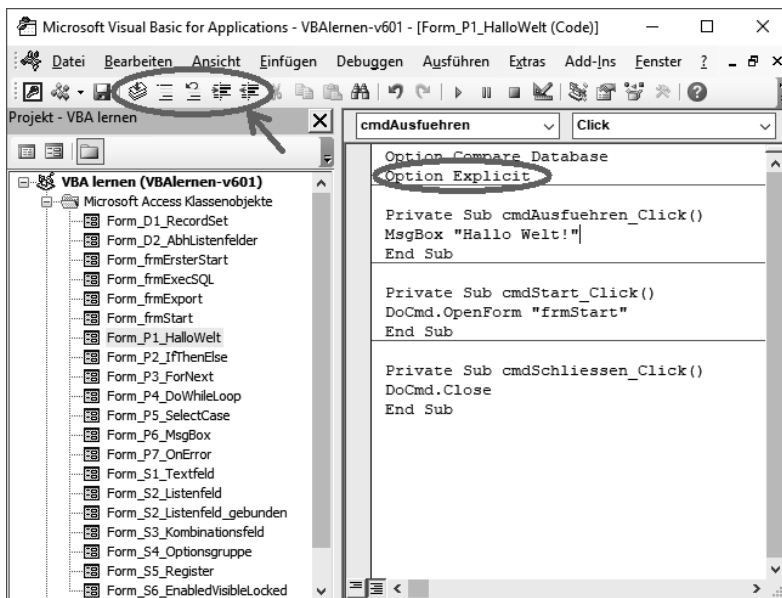 Microsoft Visual Basic for Applications - VBAlernen-v601 - [Form_P1_HalloWelt (Code)]
Datei Bearbeiten Ansicht Einfügen Debuggen Ausführen Extras Add-Ins Fenster ?
Projekt - VBA lernen
VBA lernen (VBAlernen-v601)
Microsoft Access Klassenobjekte
Form_D1_RecordSet
Form_D2_AbhListenfelder
Form_frmErsterStart
Form_frmExecSQL
Form_frmExport
Form_frmStart
Form_P1_HalloWelt
Form_P2_IfThenElse
Form_P3_ForNext
Form_P4_DoWhileLoop
Form_P5_SelectCase
Form_P6_MsgBox
Form_P7_OnError
Form_S1_Textfeld
Form_S2_Listenfeld
Form_S2_Listenfeld_gebunden
Form_S3_Kombinationsfeld
Form_S4_Optionsgruppe
Form_S5_Register
Form_S6_EnabledVisibleLocked
cmdAusfuehren Click
Option Compare Database
Option Explicit
Private Sub cmdAusfuehren_Click()
MsgBox "Hallo Welt!"
End Sub
Private Sub cmdStart_Click()
DoCmd.OpenForm "frmStart"
End Sub
Private Sub cmdSchliessen_Click()
DoCmd.Close
End Sub